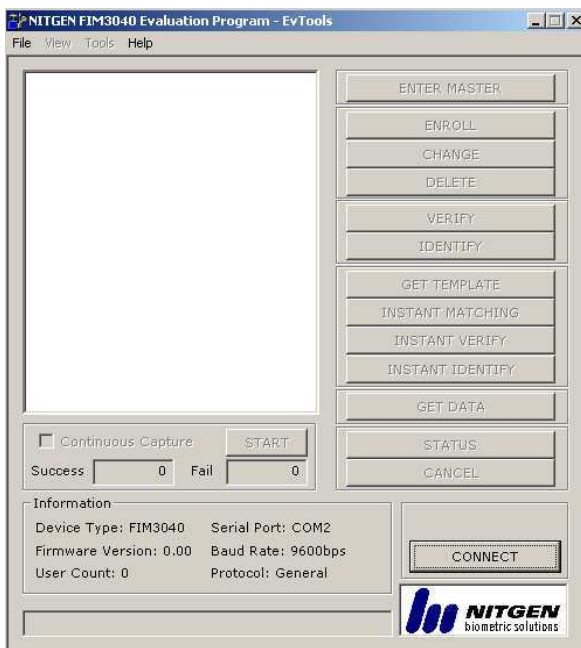 NITGEN FIM3040 Evaluation Program - EvTools
File View Tools Help
ENTER MASTER
ENROLL
CHANGE
DELETE
VERIFY
IDENTIFY
GET TEMPLATE
INSTANT MATCHING
INSTANT VERIFY
INSTANT IDENTIFY
GET DATA
Continuous Capture START
Success 0 Fail 0
STATUS
CANCEL
Information
Device Type: FIM3040 Serial Port: COM2
Firmware Version: 0.00 Baud Rate: 9600bps
User Count: 0 Protocol: General
CONNECT
NITGEN
biometric solutions